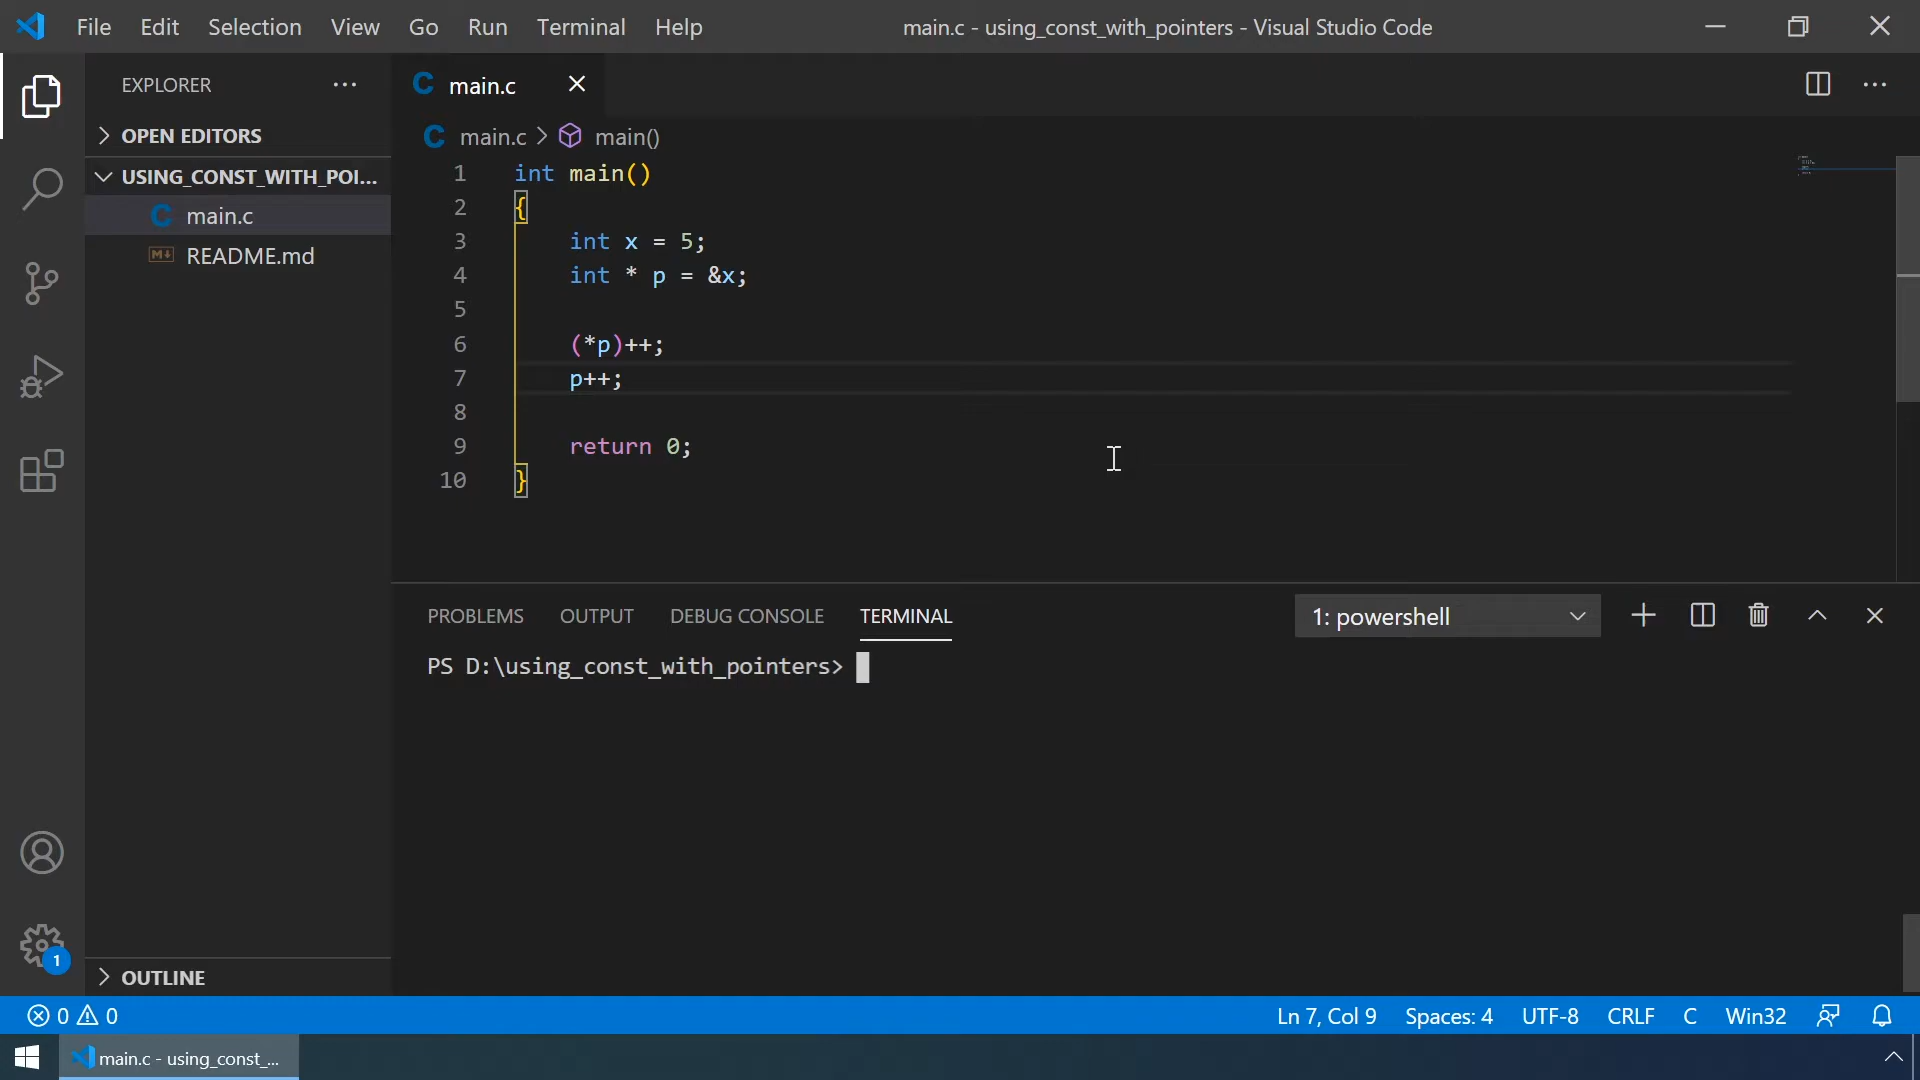 File Edit Selection View Go Run Terminal Help
main.c - using_const_with_pointers - Visual Studio Code
EXPLORER
OPEN EDITORS
USING_CONST_WITH_POI...
main.c
README.md
OUTLINE
main.c
main.c > main()
1 int main()
2 {
3 int x = 5;
4 int * p = &x;
5
6 (*p)++;
7 p++;
8
9 return 0;
10 }
PROBLEMS OUTPUT DEBUG CONSOLE TERMINAL
1: powershell
PS D:\using_const_with_pointers>
1
0 0
Ln 7, Col 9 Spaces: 4 UTF-8 CRLF C Win32
main.c - using_const_...